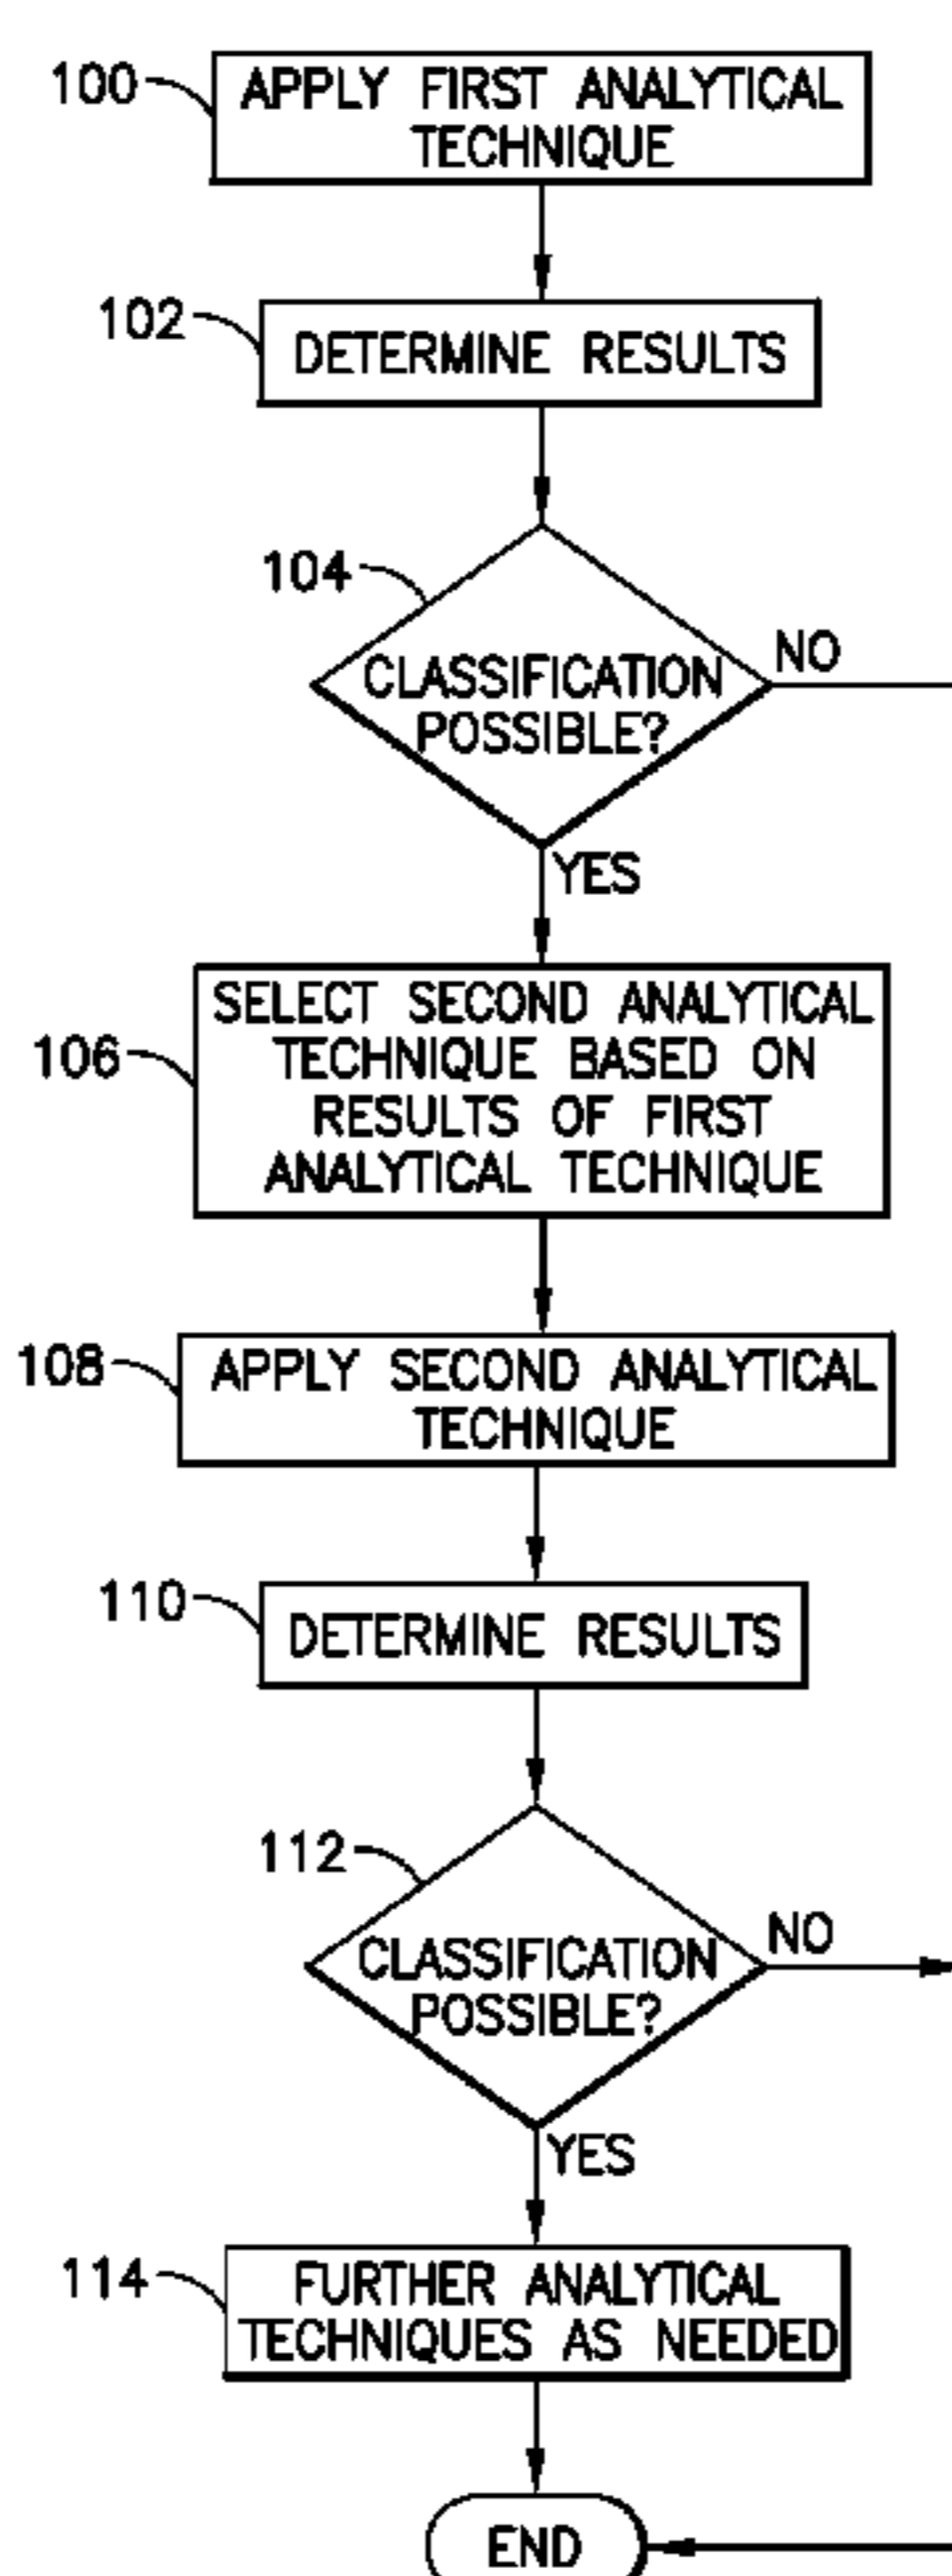 100
APPLY FIRST ANALYTICAL
TECHNIQUE
102
DETERMINE RESULTS
104
CLASSIFICATION
POSSIBLE?
NO
YES
106
SELECT SECOND ANALYTICAL
TECHNIQUE BASED ON
RESULTS OF FIRST
ANALYTICAL TECHNIQUE
108
APPLY SECOND ANALYTICAL
TECHNIQUE
110
DETERMINE RESULTS
112
CLASSIFICATION
POSSIBLE?
NO
YES
114
FURTHER ANALYTICAL
TECHNIQUES AS NEEDED
END